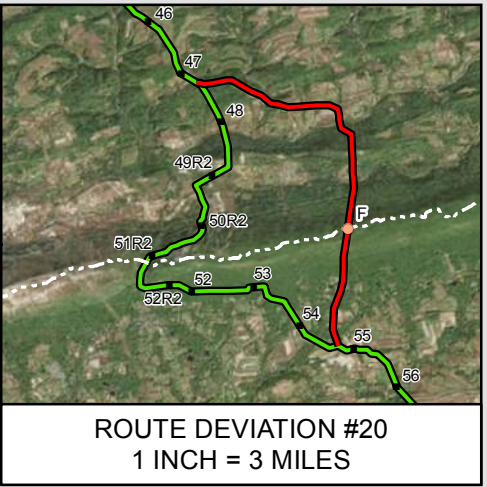 46
47
48
49R2
50R2
F
51R2
52R2
52
53
54
55
56
ROUTE DEVIATION #20
1 INCH = 3 MILES